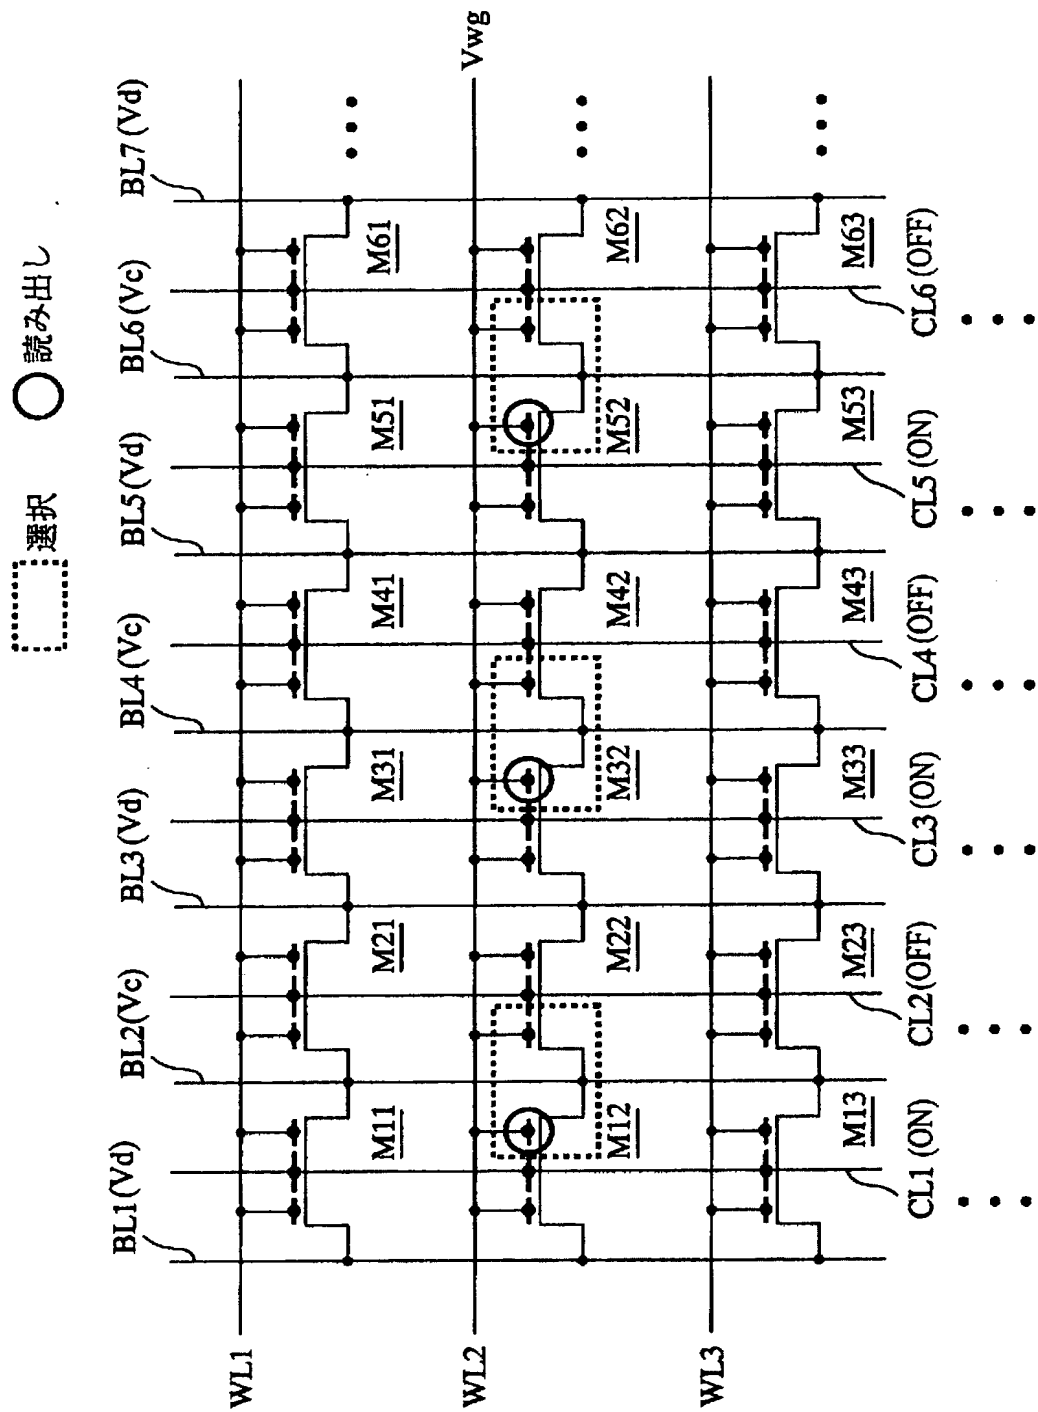 選択
読み出し
BL1(Vd)
BL2(Vc)
BL3(Vd)
BL4(Vc)
BL5(Vd)
BL6(Vc)
BL7(Vd)
WL1
M11
M21
M31
M41
M51
M61
WL2
Vwg
M12
M22
M32
M42
M52
M62
WL3
M13
M23
M33
M43
M53
M63
CL1(ON)
CL2(OFF)
CL3(ON)
CL4(OFF)
CL5(ON)
CL6(OFF)